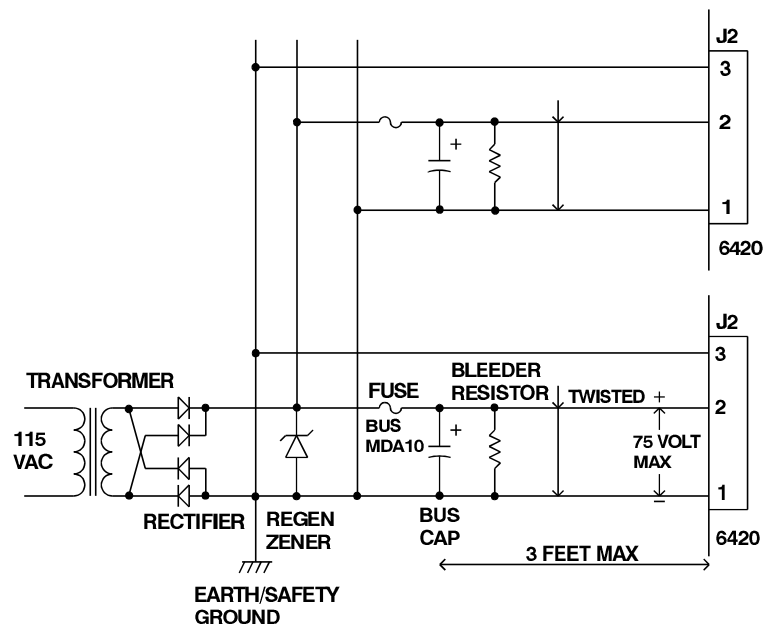 J2
3
2
+
1
6420
J2
3
TRANSFORMER
BLEEDER
RESISTOR
FUSE
TWISTED +
2
BUS
MDA10
+
115
VAC
75 VOLT
MAX
1
–
RECTIFIER
REGEN
ZENER
BUS
CAP
6420
3 FEET MAX
EARTH/SAFETY
GROUND